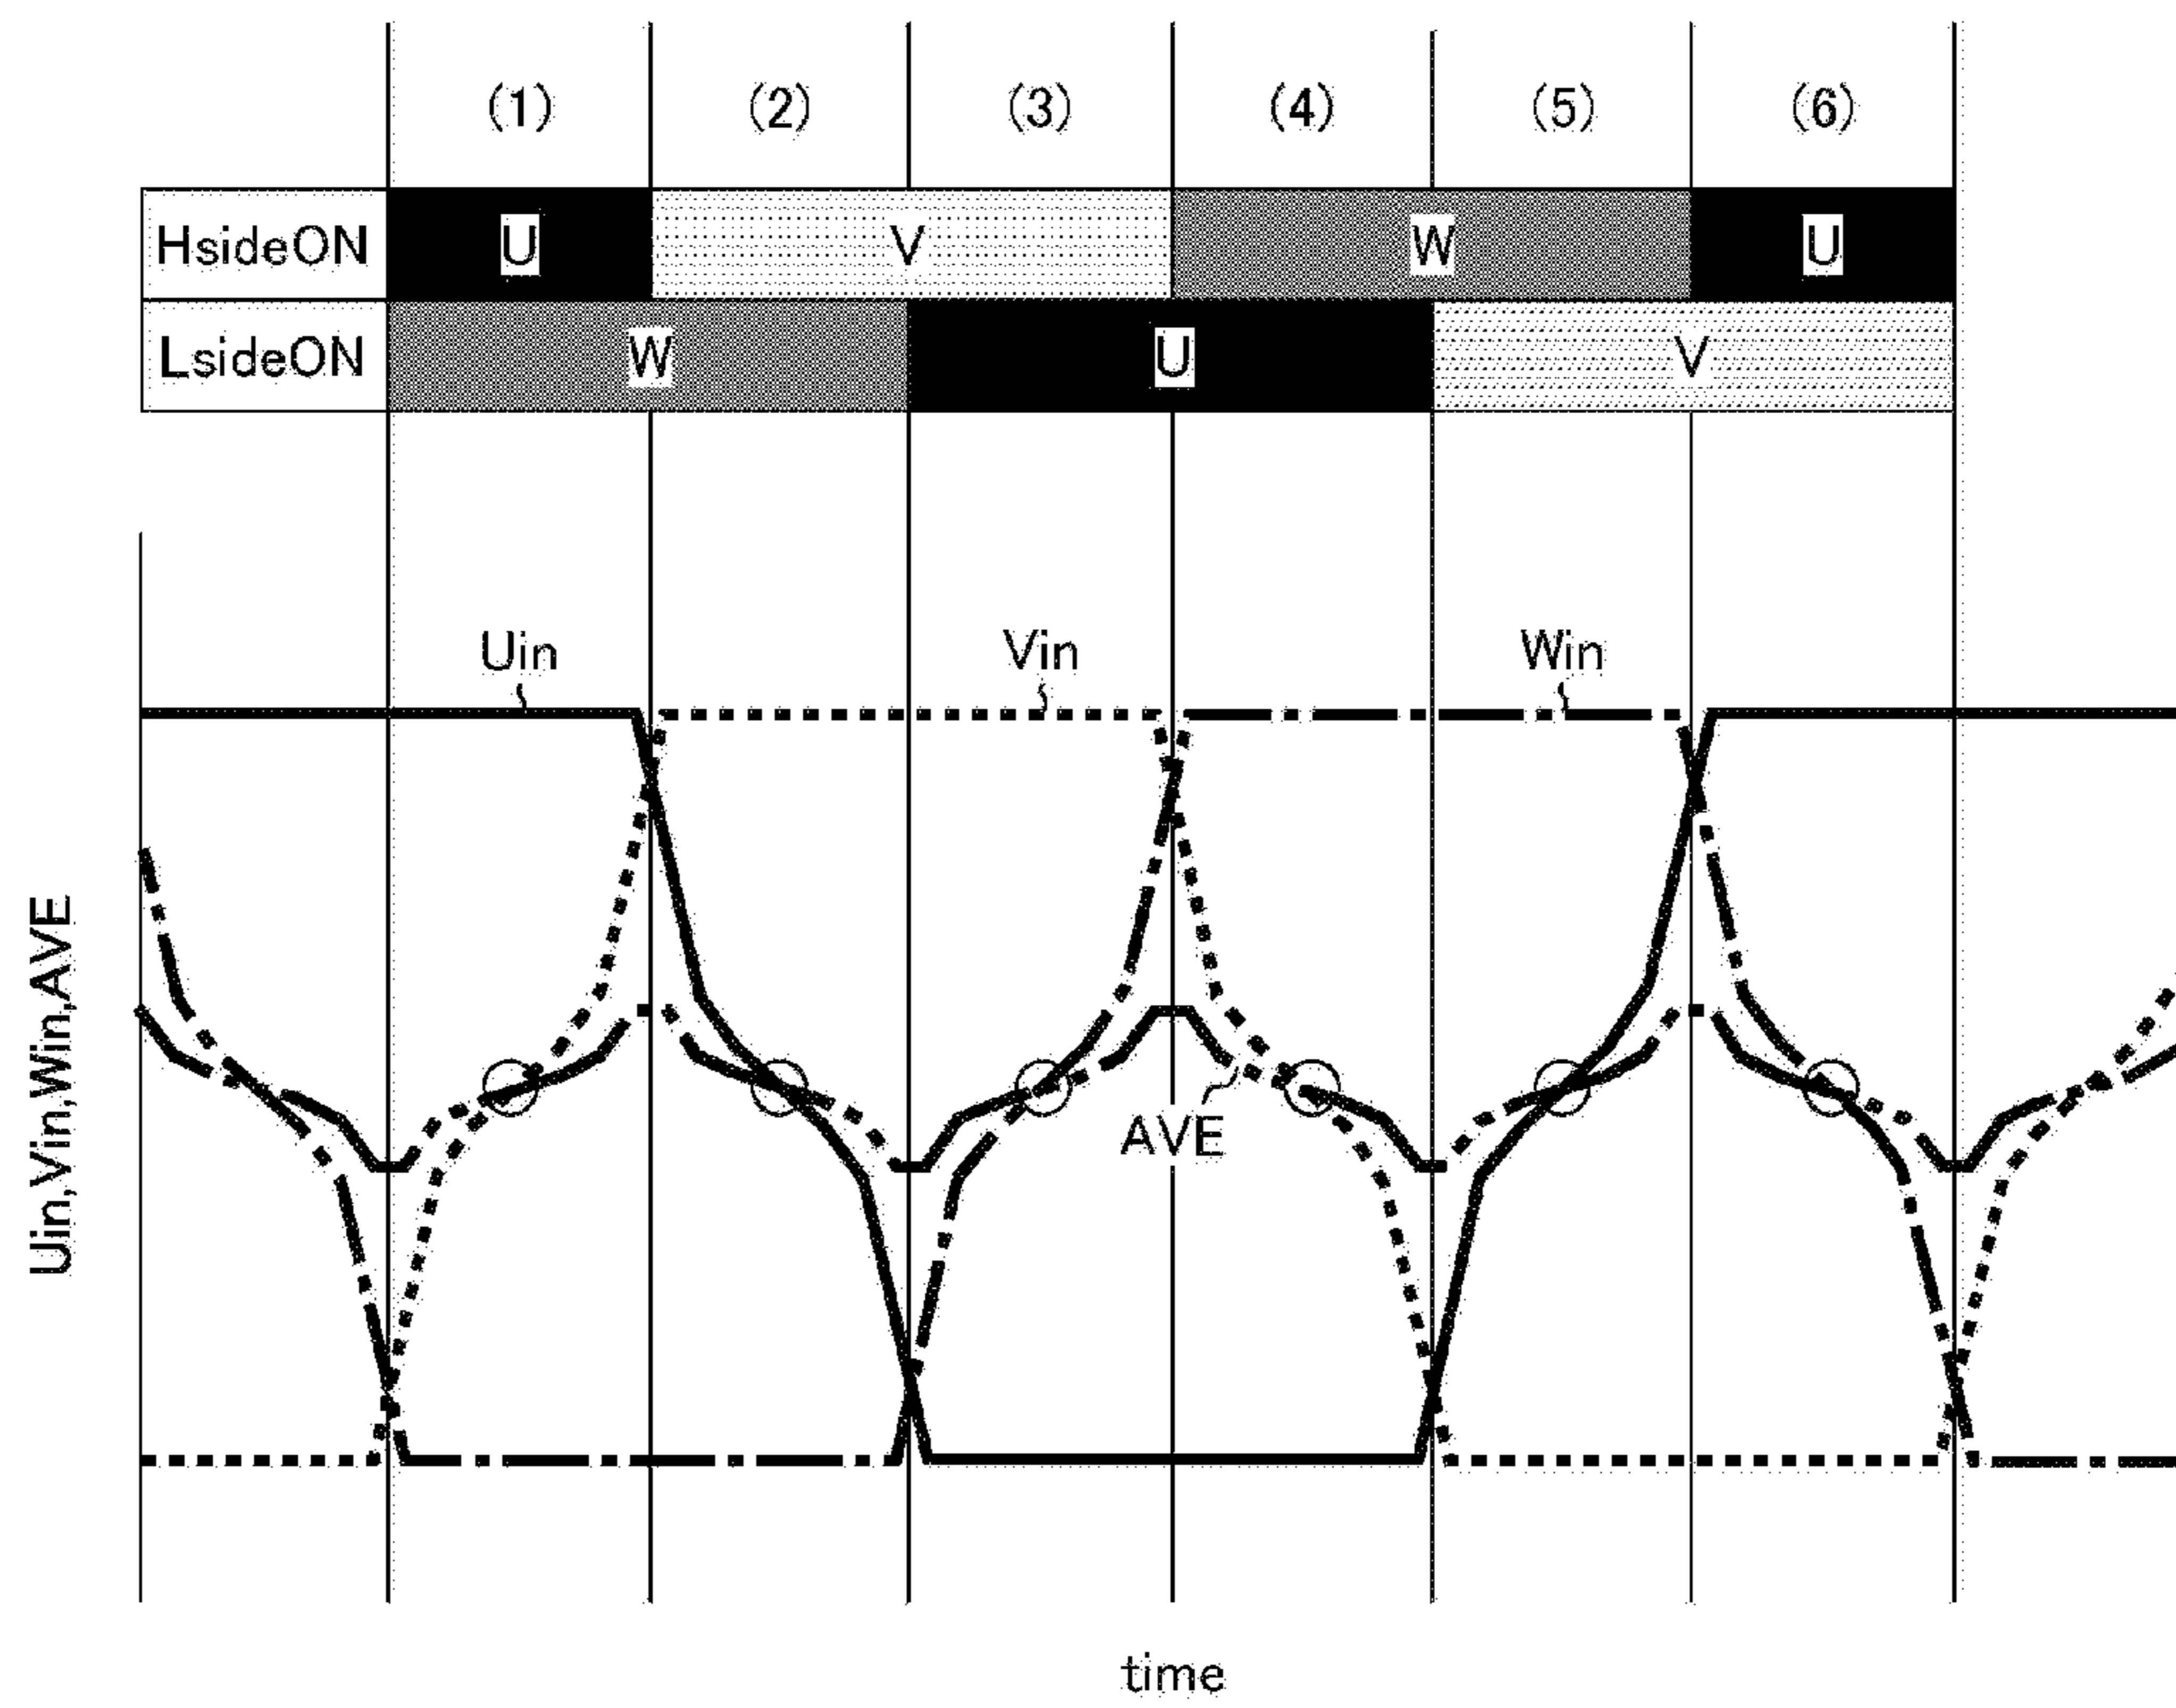 (1) (2) (3) (4) (5) (6)
HsideON U V W U
LsideON W U V
Uin Vin Win
AVE
Uin,Vin,Win,AVE
time